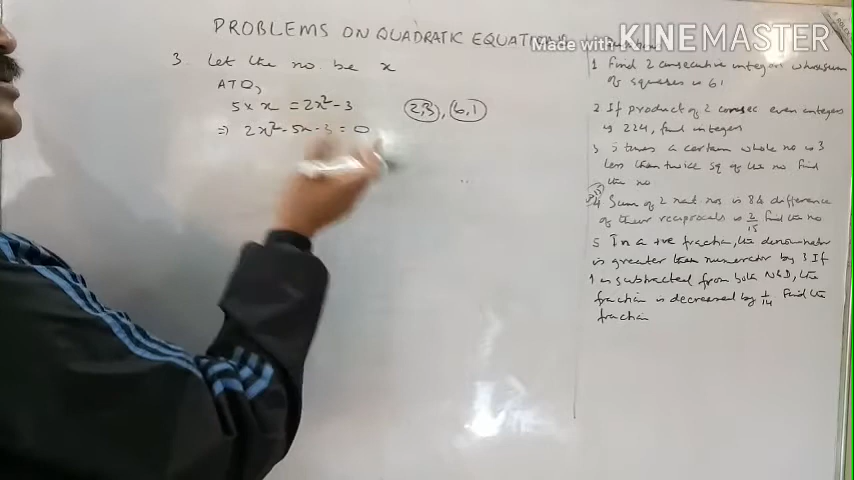 PROBLEMS ON QUADRATIC EQUATIONS
Made with KINEMASTER
3. Let the no. be x
ATQ,
5 × x = 2x² - 3
⇒ 2x² - 5x - 3 = 0
(2,3), (6,1)
1 Find 2 consecutive integers whose sum
of squares is 61
2 If product of 2 consec even integers
is 224, find integers
3 5 times a certain whole no is 3
less than twice sq of the no Find
the no
4 Sum of 2 nat. nos is 8 & difference
of their reciprocals is 2/15 Find the no
5 In a +ve fraction, the denominator
is greater than numerator by 3 If
1 is subtracted from both N&D, the
fraction is decreased by 1/14 Find the
fraction